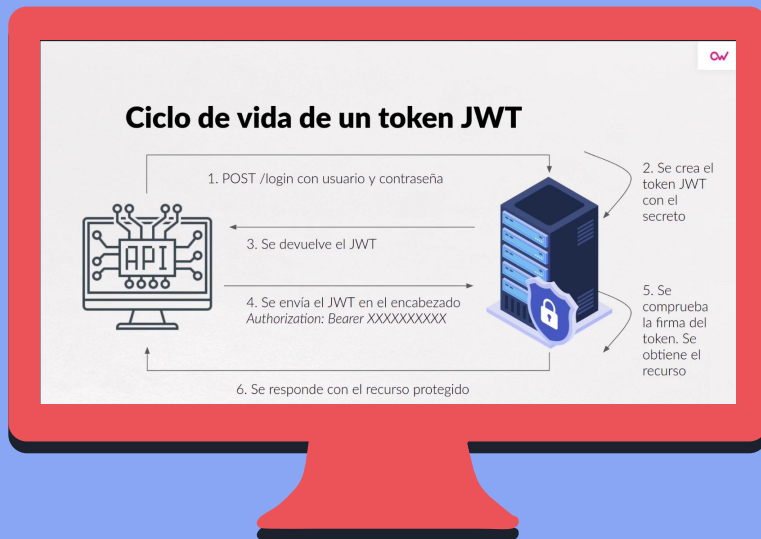 Ciclo de vida de un token JWT
1. POST /login con usuario y contraseña
2. Se crea el
token JWT
con el
secreto
3. Se devuelve el JWT
API
4. Se envía el JWT en el encabezado
Authorization: Bearer XXXXXXXXXX
5. Se
comprueba
la firma del
token. Se
obtiene el
recurso
6. Se responde con el recurso protegido